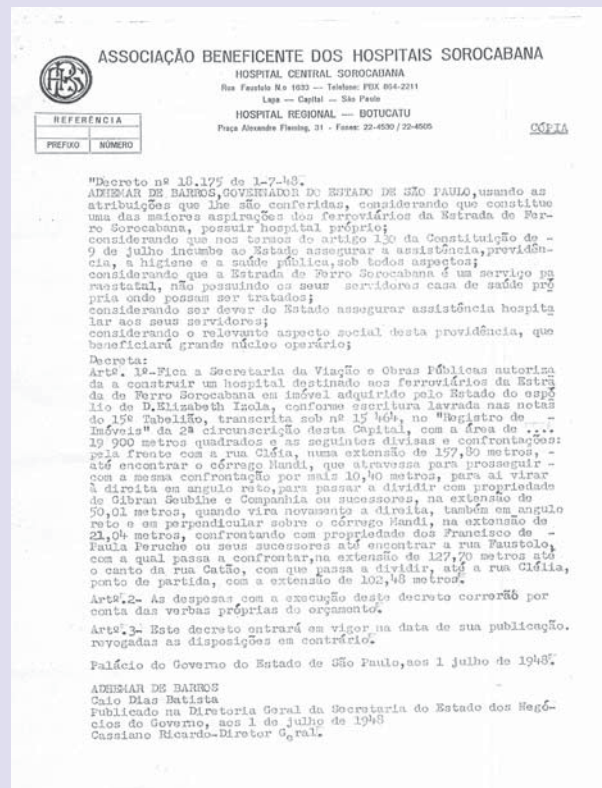 ASSOCIAÇÃO BENEFICENTE DOS HOSPITAIS SOROCABANA
HOSPITAL CENTRAL SOROCABANA
Rua Faustolo N.o 1633 — Telefone: PBX 864-2211
Lapa — Capital — São Paulo
HOSPITAL REGIONAL — BOTUCATU
Praça Alexandre Fleming, 31 - Fones: 22-4530 / 22-4505
REFERÊNCIA
PREFIXO NÚMERO
CÓPIA
"Decreto nº 18.175 de 1-7-48.
ADHEMAR DE BARROS,GOVERNADOR DO ESTADO DE SÃO PAULO,usando as
atribuições que lhe são conferidas, considerando que constitue
uma das maiores aspirações dos ferroviários da Estrada de Fer-
ro Sorocabana, possuir hospital próprio;
considerando que nos termos do artigo 130 da Constituição de -
9 de julho incumbe ao Estado assegurar a assistência,providên-
cia, a higiene e a saúde pública,sob todos aspectos;
considerando que a Estrada de Ferro Sorocabana é um serviço pa
raestatal, não possuindo os seus servidores casa de saúde pró
pria onde possam ser tratados;
considerando ser dever do Estado assegurar assistência hospita
lar aos seus servidores;
considerando o relevante aspecto social desta providência, que
beneficiará grande núcleo operário;
Decreta:
Artº. 1º-Fica a Secretaria da Viação e Obras Públicas autoriza
da a construir um hospital destinado aos ferroviários da Estra
da de Ferro Sorocabana em imóvel adquirido pelo Estado do espó
lio de D.Elizabeth Izola, conforme escritura lavrada nas notas
do 15º Tabelião, transcrita sob nº 15 464, no "Registro de -
Imóveis" da 2ª circunscrição desta Capital, com a área de ....
19 900 metros quadrados e as seguintes divisas e confrontações:
pela frente com a rua Clélia, numa extensão de 157,80 metros, -
até encontrar o córrego Mandi, que atravessa para prosseguir -
com a mesma confrontação por mais 10,40 metros, para aí virar
à direita em angulo reto,para passar a dividir com propriedade
de Gibran Seubihe e Companhia ou sucessores, na extensão de
50,01 metros, quando vira novamente a direita, também em angulo
reto e em perpendicular sobre o córrego Mandi, na extensão de
21,04 metros, confrontando com propriedade dos Francisco de -
Paula Peruche ou seus sucessores até encontrar a rua Faustolo,
com a qual passa a confrontar,na extensão de 127,70 metros até
o canto da rua Catão, com que passa a dividir, até a rua Clélia,
ponto de partida, com a extensão de 102,48 metros.
Artº.2- As despesas com a execução deste decreto correrão por
conta das verbas próprias do orçamento.
Artº.3- Este decreto entrará em vigor na data de sua publicação.
revogadas as disposições em contrário.
Palácio do Governo do Estado de São Paulo,aos 1 julho de 1948.
ADHEMAR DE BARROS
Caio Dias Batista
Publicado na Diretoria Geral da Secretaria do Estado dos Negó-
cios do Governo, aos 1 de julho de 1948
Cassiano Ricardo-Diretor Geral.